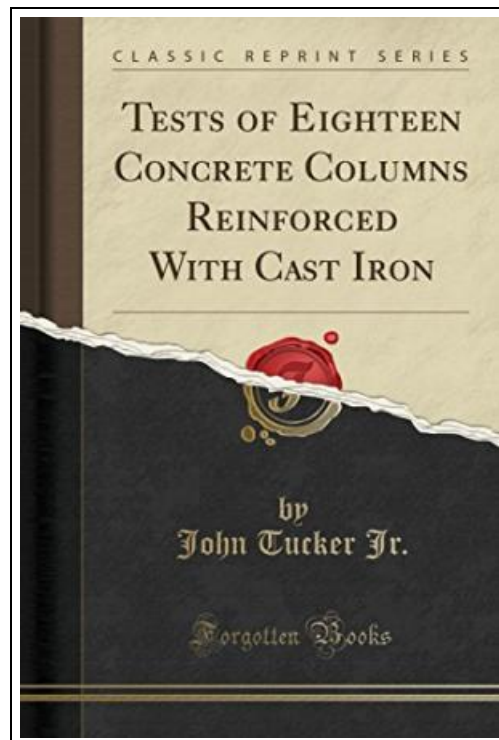 CLASSIC REPRINT SERIES
TESTS OF EIGHTEEN
CONCRETE COLUMNS
REINFORCED
WITH CAST IRON
by
John Tucker Jr.
Forgotten Books